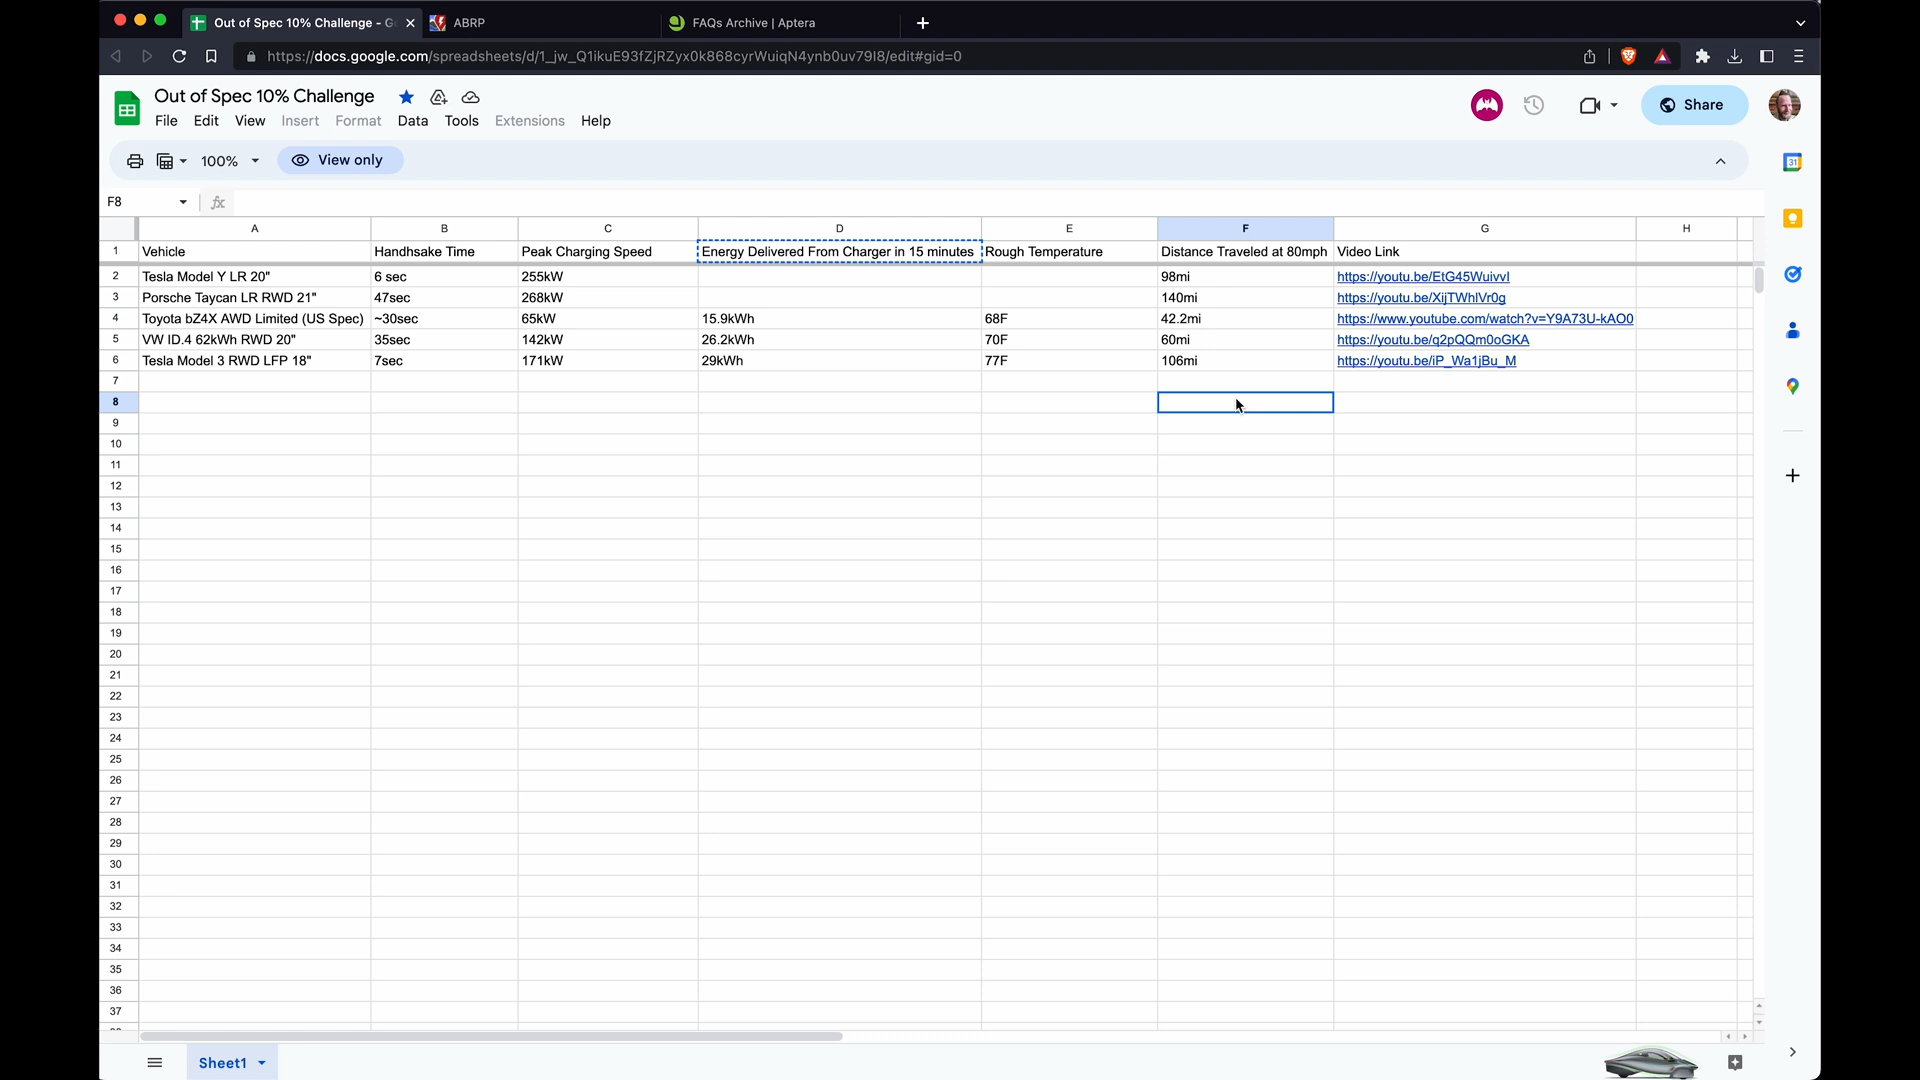 Out of Spec 10% Challenge - Go
ABRP
FAQs Archive | Aptera
https://docs.google.com/spreadsheets/d/1_jw_Q1ikuE93fZjRZyx0k868cyrWuiqN4ynb0uv79I8/edit#gid=0
Out of Spec 10% Challenge
Share
File Edit View Insert Format Data Tools Extensions Help
100% View only
31
F8 fx
A B C D E F G H
1 Vehicle Handhsake Time Peak Charging Speed Energy Delivered From Charger in 15 minutes Rough Temperature Distance Traveled at 80mph Video Link
2 Tesla Model Y LR 20" 6 sec 255kW 98mi https://youtu.be/EtG45WuivvI
3 Porsche Taycan LR RWD 21" 47sec 268kW 140mi https://youtu.be/XijTWhlVr0g
4 Toyota bZ4X AWD Limited (US Spec) ~30sec 65kW 15.9kWh 68F 42.2mi https://www.youtube.com/watch?v=Y9A73U-kAO0
5 VW ID.4 62kWh RWD 20" 35sec 142kW 26.2kWh 70F 60mi https://youtu.be/q2pQQm0oGKA
6 Tesla Model 3 RWD LFP 18" 7sec 171kW 29kWh 77F 106mi https://youtu.be/iP_Wa1jBu_M
7
8
9
10
11
12
13
14
15
16
17
18
19
20
21
22
23
24
25
26
27
28
29
30
31
32
33
34
35
36
37
Sheet1